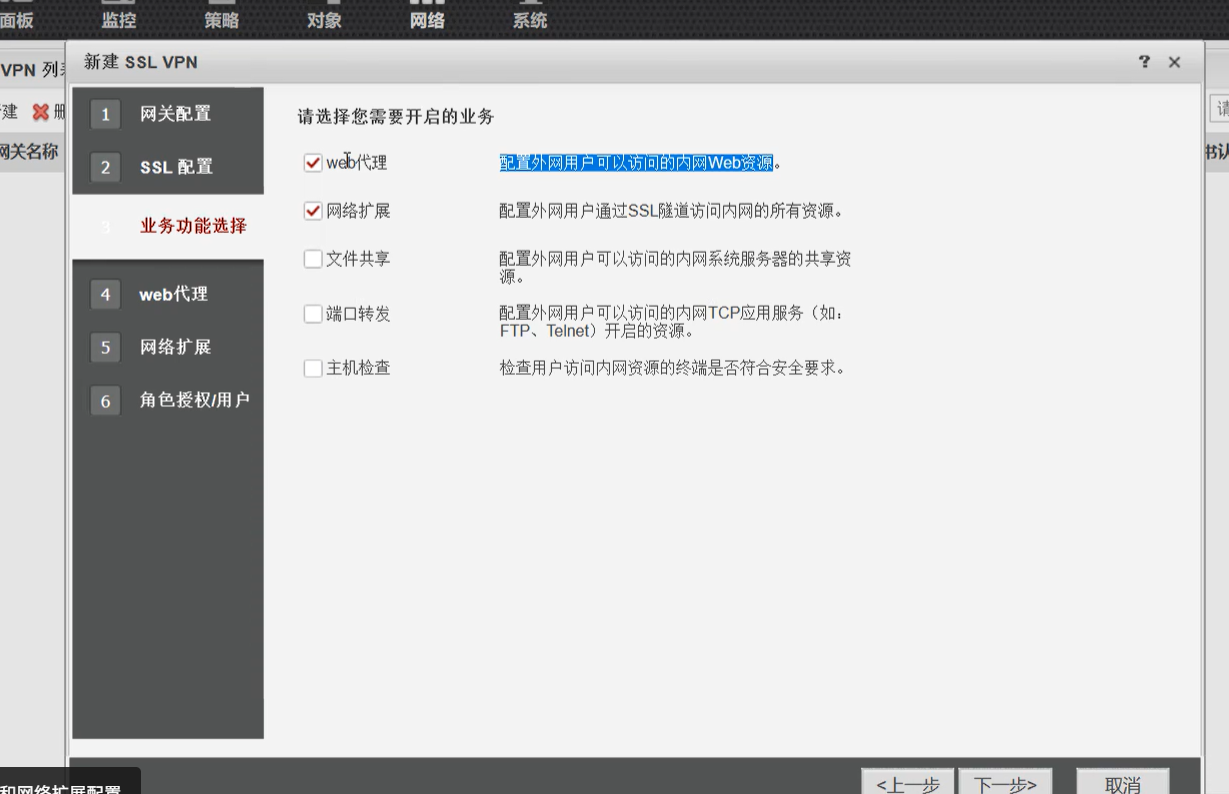 面板 监控 策略 对象 网络 系统
新建 SSL VPN ? ×
VPN 列
建 删
网关名称
1 网关配置
2 SSL 配置
3 业务功能选择
4 web代理
5 网络扩展
6 角色授权/用户
请选择您需要开启的业务
web代理 配置外网用户可以访问的内网Web资源。
网络扩展 配置外网用户通过SSL隧道访问内网的所有资源。
文件共享 配置外网用户可以访问的内网系统服务器的共享资
源。
端口转发 配置外网用户可以访问的内网TCP应用服务（如：
FTP、Telnet）开启的资源。
主机检查 检查用户访问内网资源的终端是否符合安全要求。
请
书认
和网络扩展配置
<上一步 下一步> 取消